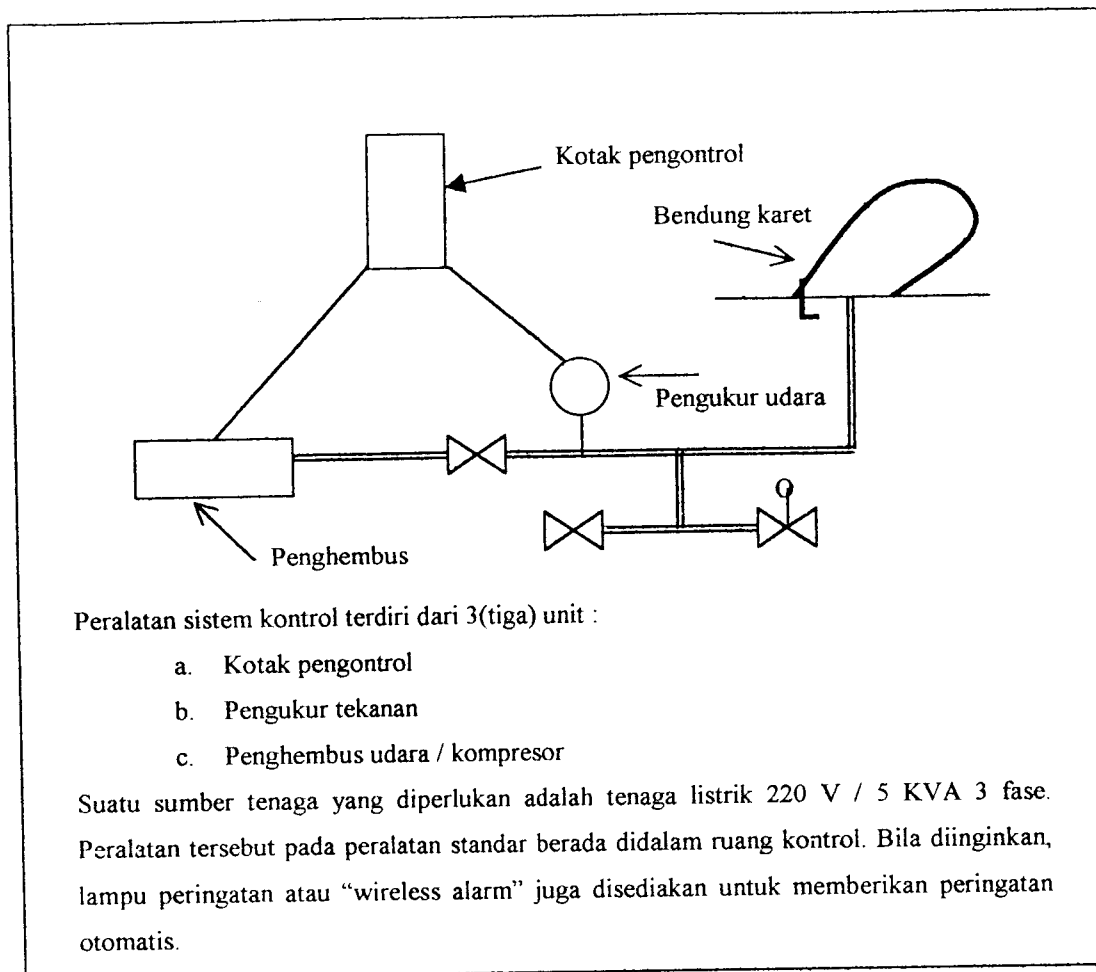 Kotak pengontrol
Bendung karet
Pengukur udara
Penghembus
Peralatan sistem kontrol terdiri dari 3(tiga) unit :
a. Kotak pengontrol
b. Pengukur tekanan
c. Penghembus udara / kompresor
Suatu sumber tenaga yang diperlukan adalah tenaga listrik 220 V / 5 KVA 3 fase.
Peralatan tersebut pada peralatan standar berada didalam ruang kontrol. Bila diinginkan,
lampu peringatan atau “wireless alarm” juga disediakan untuk memberikan peringatan
otomatis.